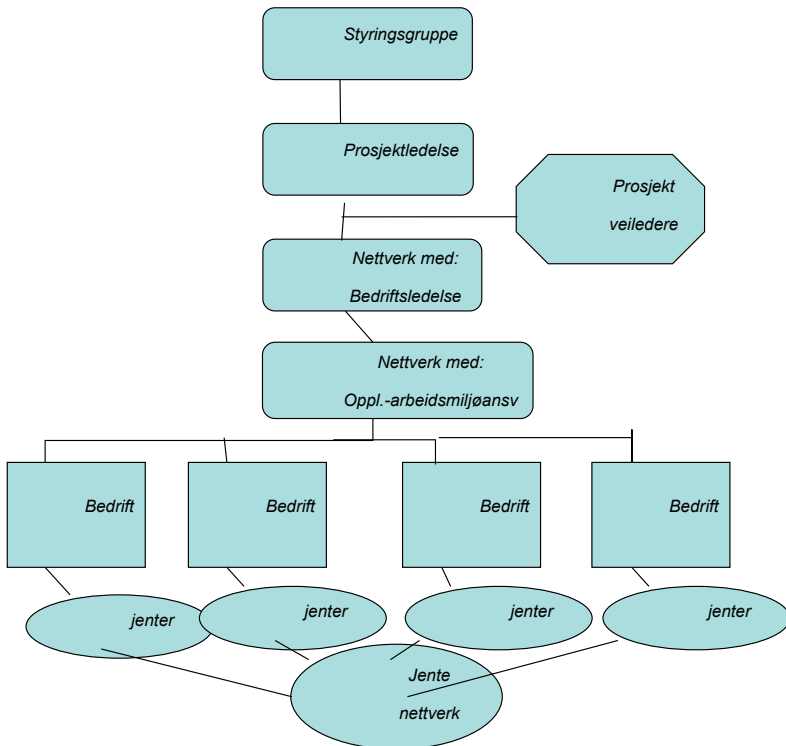 Styringsgruppe
Prosjektledelse
Prosjekt
veiledere
Nettverk med:
Bedriftsledelse
Nettverk med:
Oppl.-arbeidsmiljøansv
Bedrift
Bedrift
Bedrift
Bedrift
jenter
jenter
jenter
jenter
Jente
nettverk